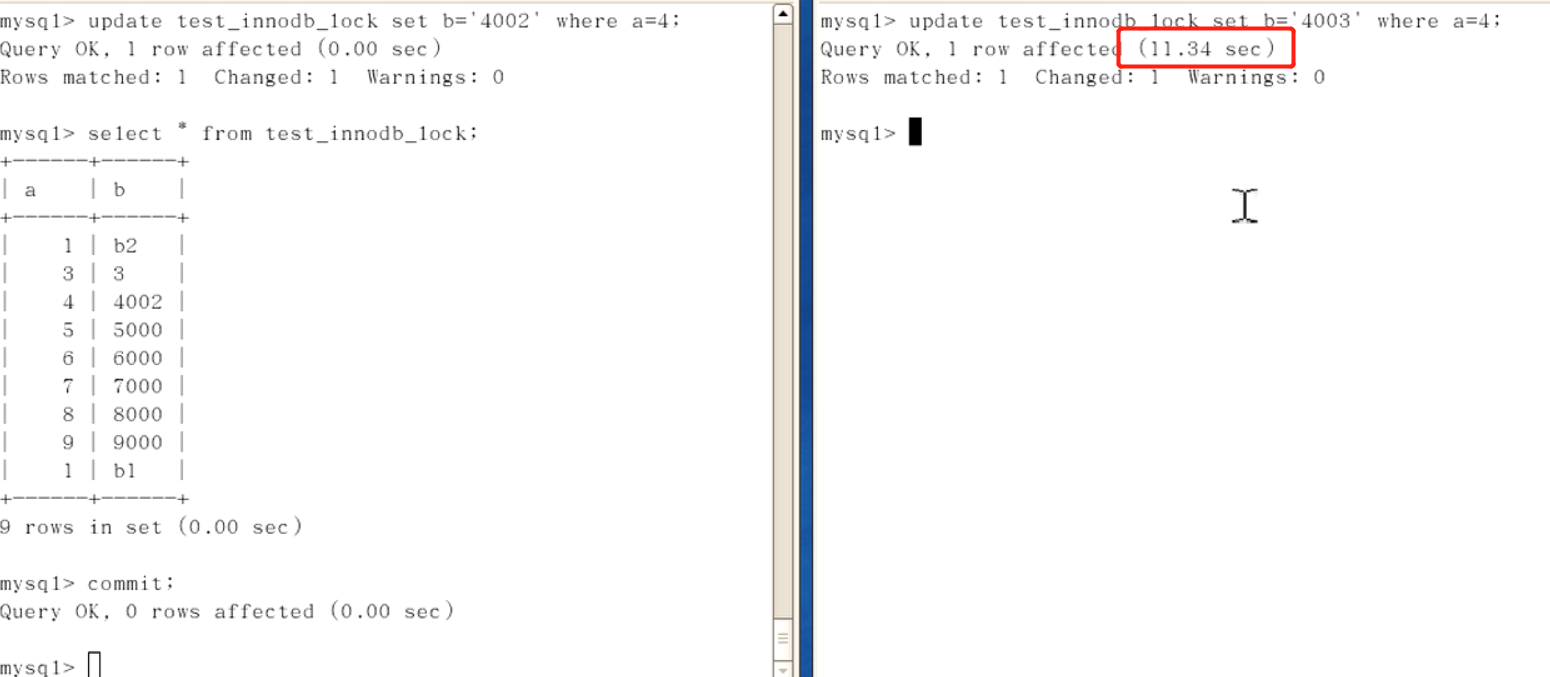 mysql> update test_innodb_lock set b='4002' where a=4;
Query OK, 1 row affected (0.00 sec)
Rows matched: 1  Changed: 1  Warnings: 0
mysql> select * from test_innodb_lock;
+------+------+
| a    | b    |
+------+------+
|    1 | b2   |
|    3 | 3    |
|    4 | 4002 |
|    5 | 5000 |
|    6 | 6000 |
|    7 | 7000 |
|    8 | 8000 |
|    9 | 9000 |
|    1 | b1   |
+------+------+
9 rows in set (0.00 sec)
mysql> commit;
Query OK, 0 rows affected (0.00 sec)
mysql>
mysql> update test_innodb_lock set b='4003' where a=4;
Query OK, 1 row affected (11.34 sec)
Rows matched: 1  Changed: 1  Warnings: 0
mysql>